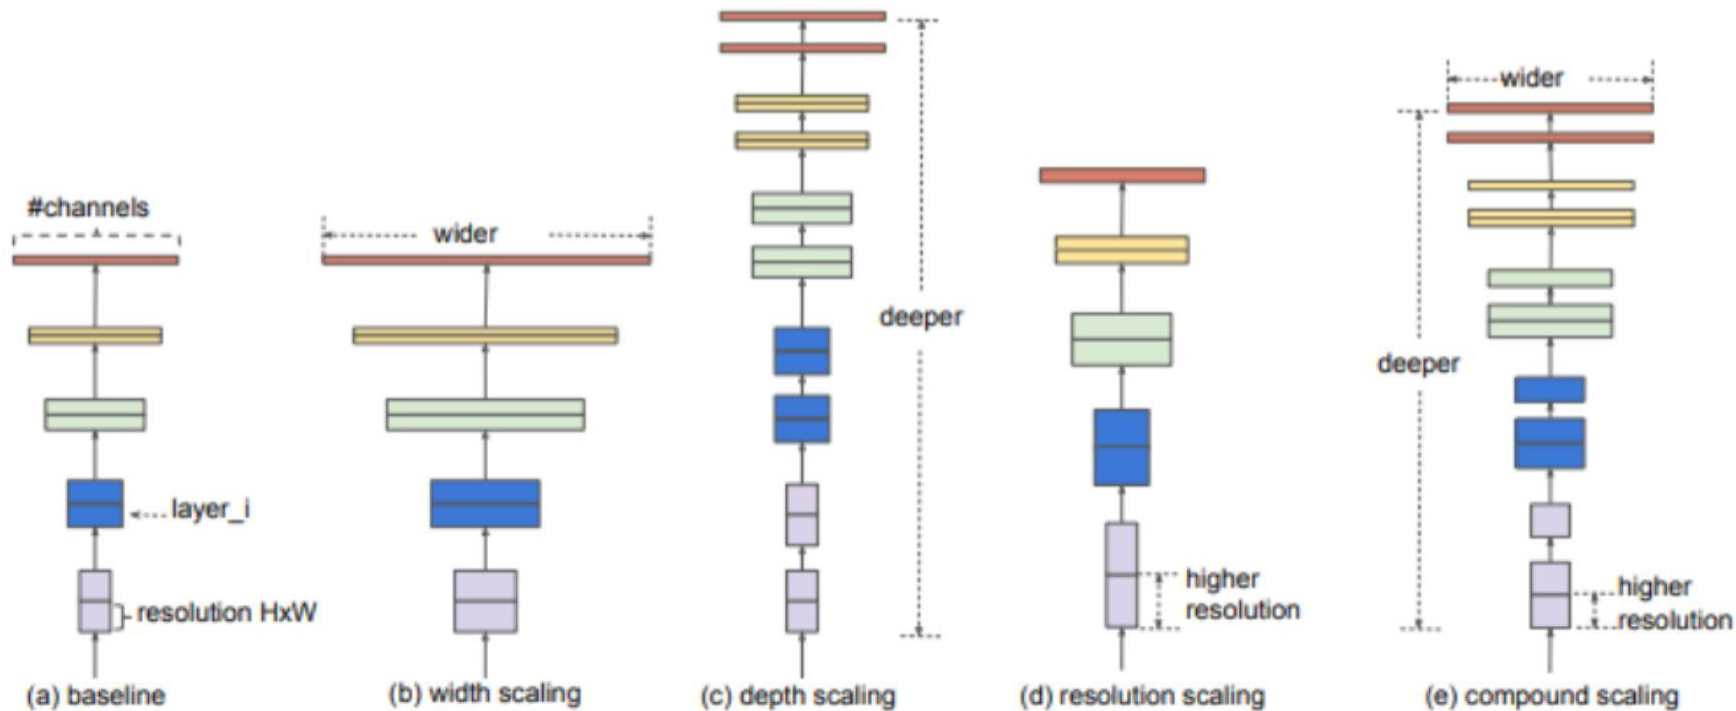 #channels
layer_i
resolution HxW
(a) baseline
wider
(b) width scaling
deeper
(c) depth scaling
higher
resolution
(d) resolution scaling
wider
deeper
higher
resolution
(e) compound scaling